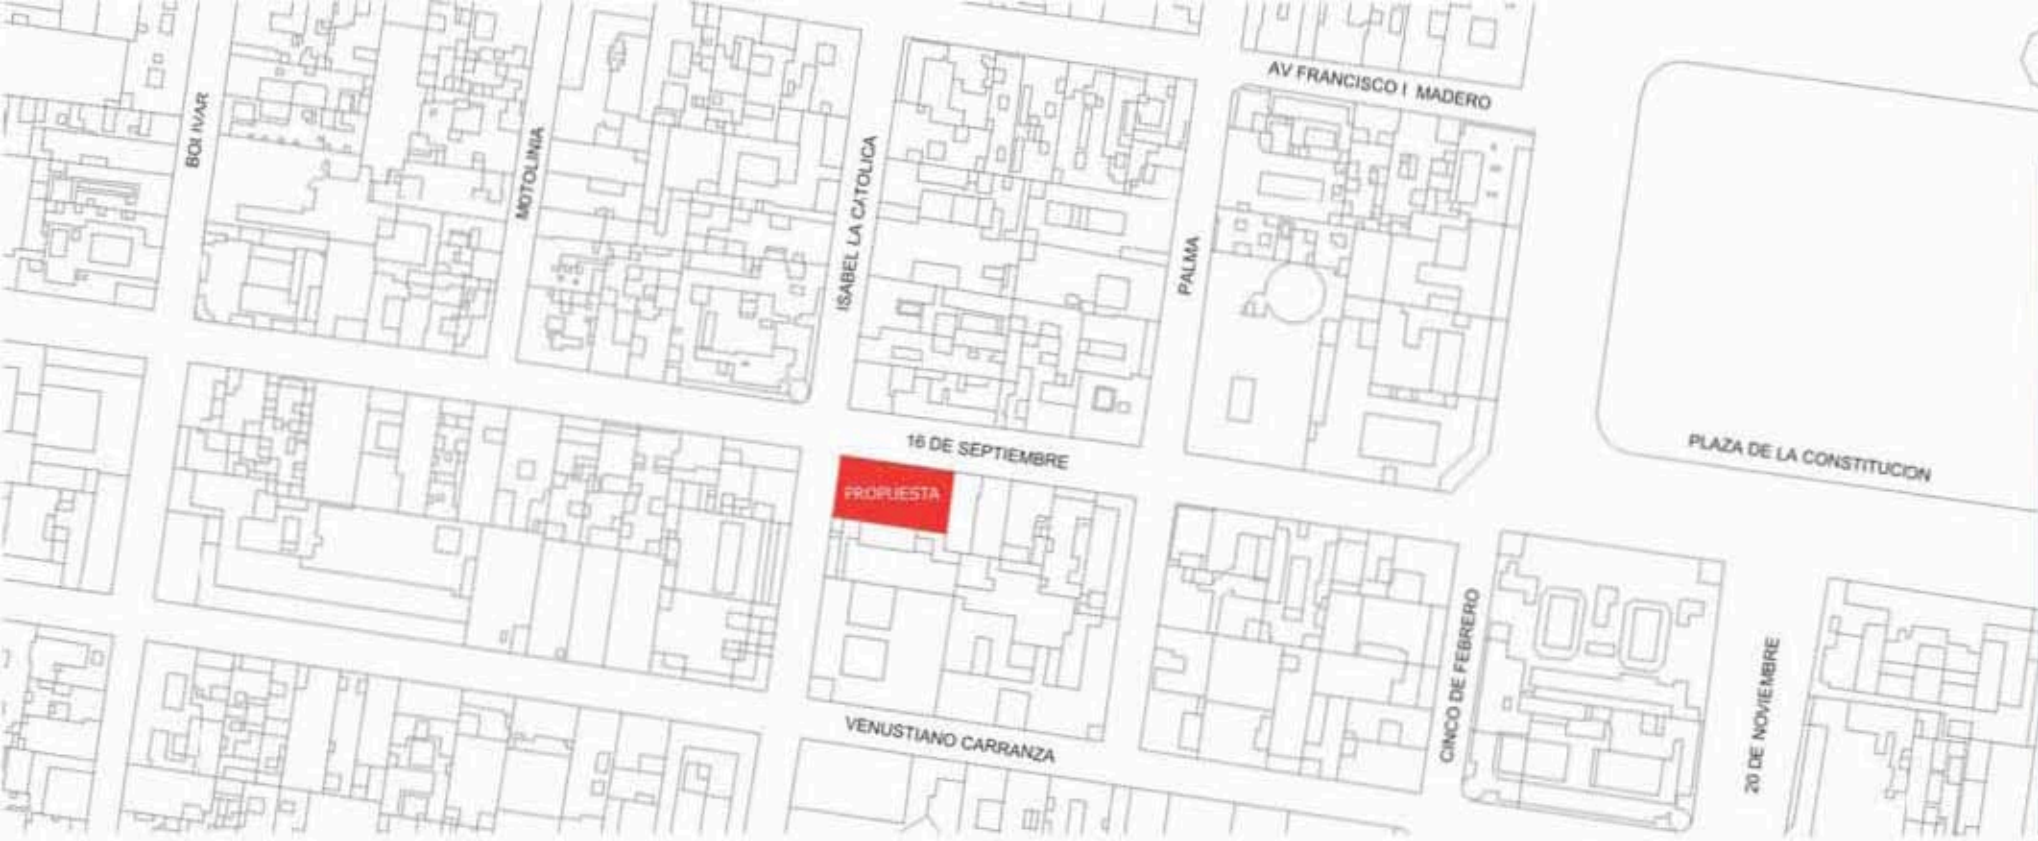 AV FRANCISCO I MADERO
BOLIVAR
MOTOLINIA
ISABEL LA CATOLICA
PALMA
16 DE SEPTIEMBRE
PLAZA DE LA CONSTITUCION
PROPUESTA
CINCO DE FEBRERO
20 DE NOVIEMBRE
VENUSTIANO CARRANZA